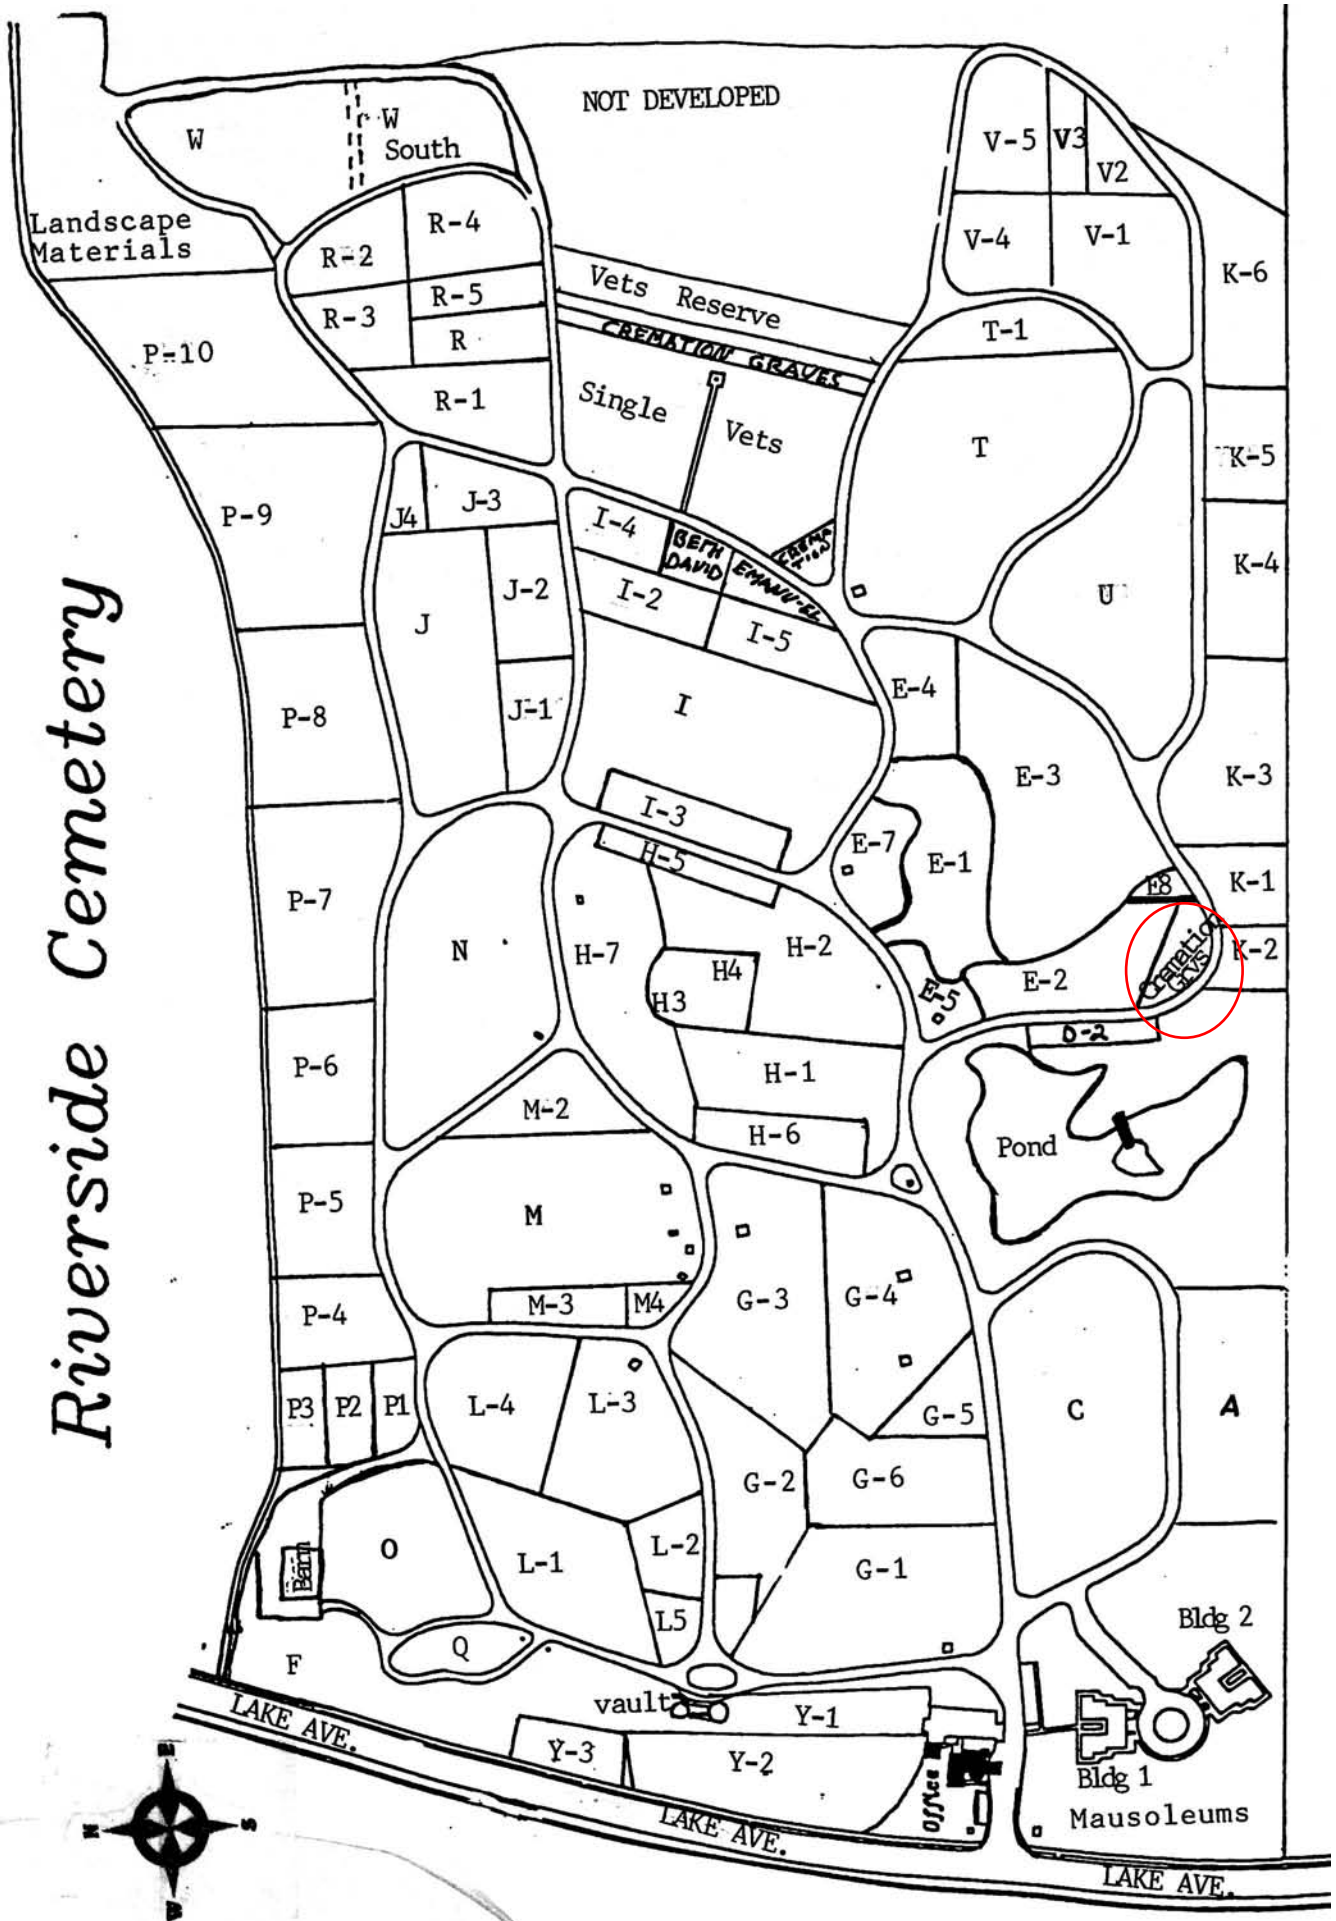 Riverside Cemetery
NOT DEVELOPED
W
W
South
V-5
V3
V2
Landscape
Materials
R-2
R-4
V-4
V-1
K-6
R-3
R-5
R
Vets Reserve
CREMATION GRAVES
T-1
P-10
R-1
Single
Vets
T
K-5
P-9
J4
J-3
I-4
BETH
DAVID
EMANU-EL
CREMA
TION
K-4
J
J-2
I-2
I-5
U
P-8
J-1
I
E-4
E-3
K-3
I-3
H-5
E-7
E-1
E8
K-1
P-7
N
H-7
H4
H3
H-2
E-5
E-2
Cremation
Grvs
K-2
D-2
P-6
M-2
H-1
H-6
Pond
P-5
M
G-3
G-4
P-4
M-3
M4
P3
P2
P1
L-4
L-3
G-5
C
A
G-2
G-6
O
Barn
L-1
L-2
G-1
L5
Q
F
Bldg 2
vault
Y-1
Y-3
Y-2
Office
Bldg 1
Mausoleums
LAKE AVE.
LAKE AVE.
LAKE AVE.
E
N
S
W